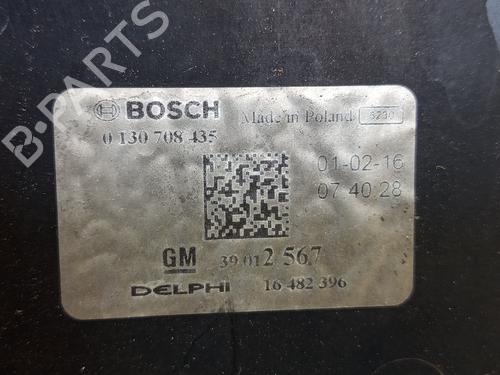 B-PARTS
BOSCH Made in Poland
0 130 708 435
01-02-16
07 40 28
GM 39 012 567
DELPHI 16 482 396